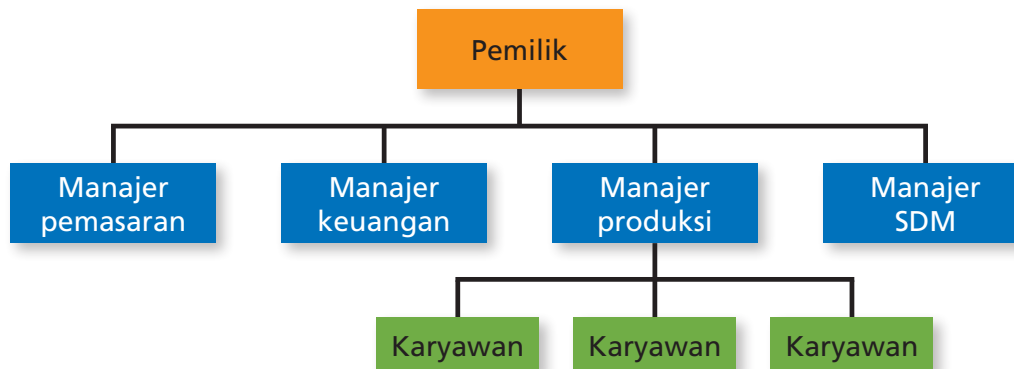 Pemilik
Manajer
pemasaran
Manajer
keuangan
Manajer
produksi
Manajer
SDM
Karyawan
Karyawan
Karyawan